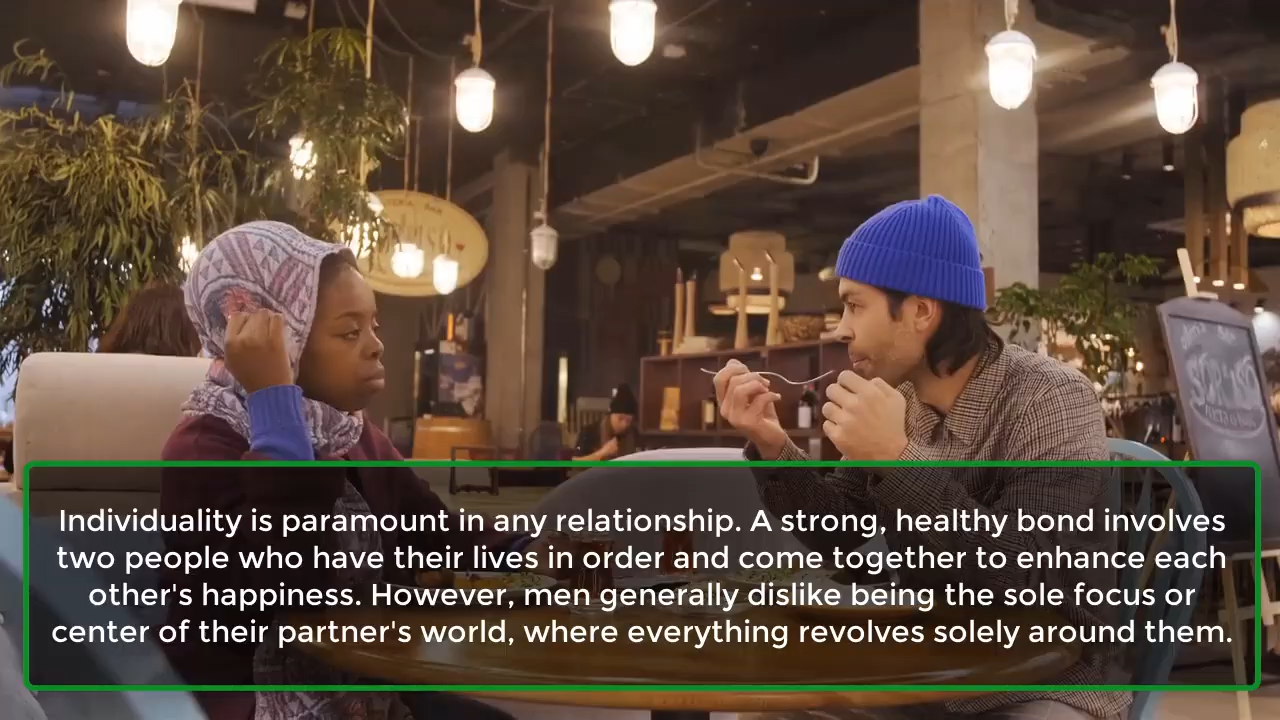 Individuality is paramount in any relationship. A strong, healthy bond involves
two people who have their lives in order and come together to enhance each
other's happiness. However, men generally dislike being the sole focus or
center of their partner's world, where everything revolves solely around them.